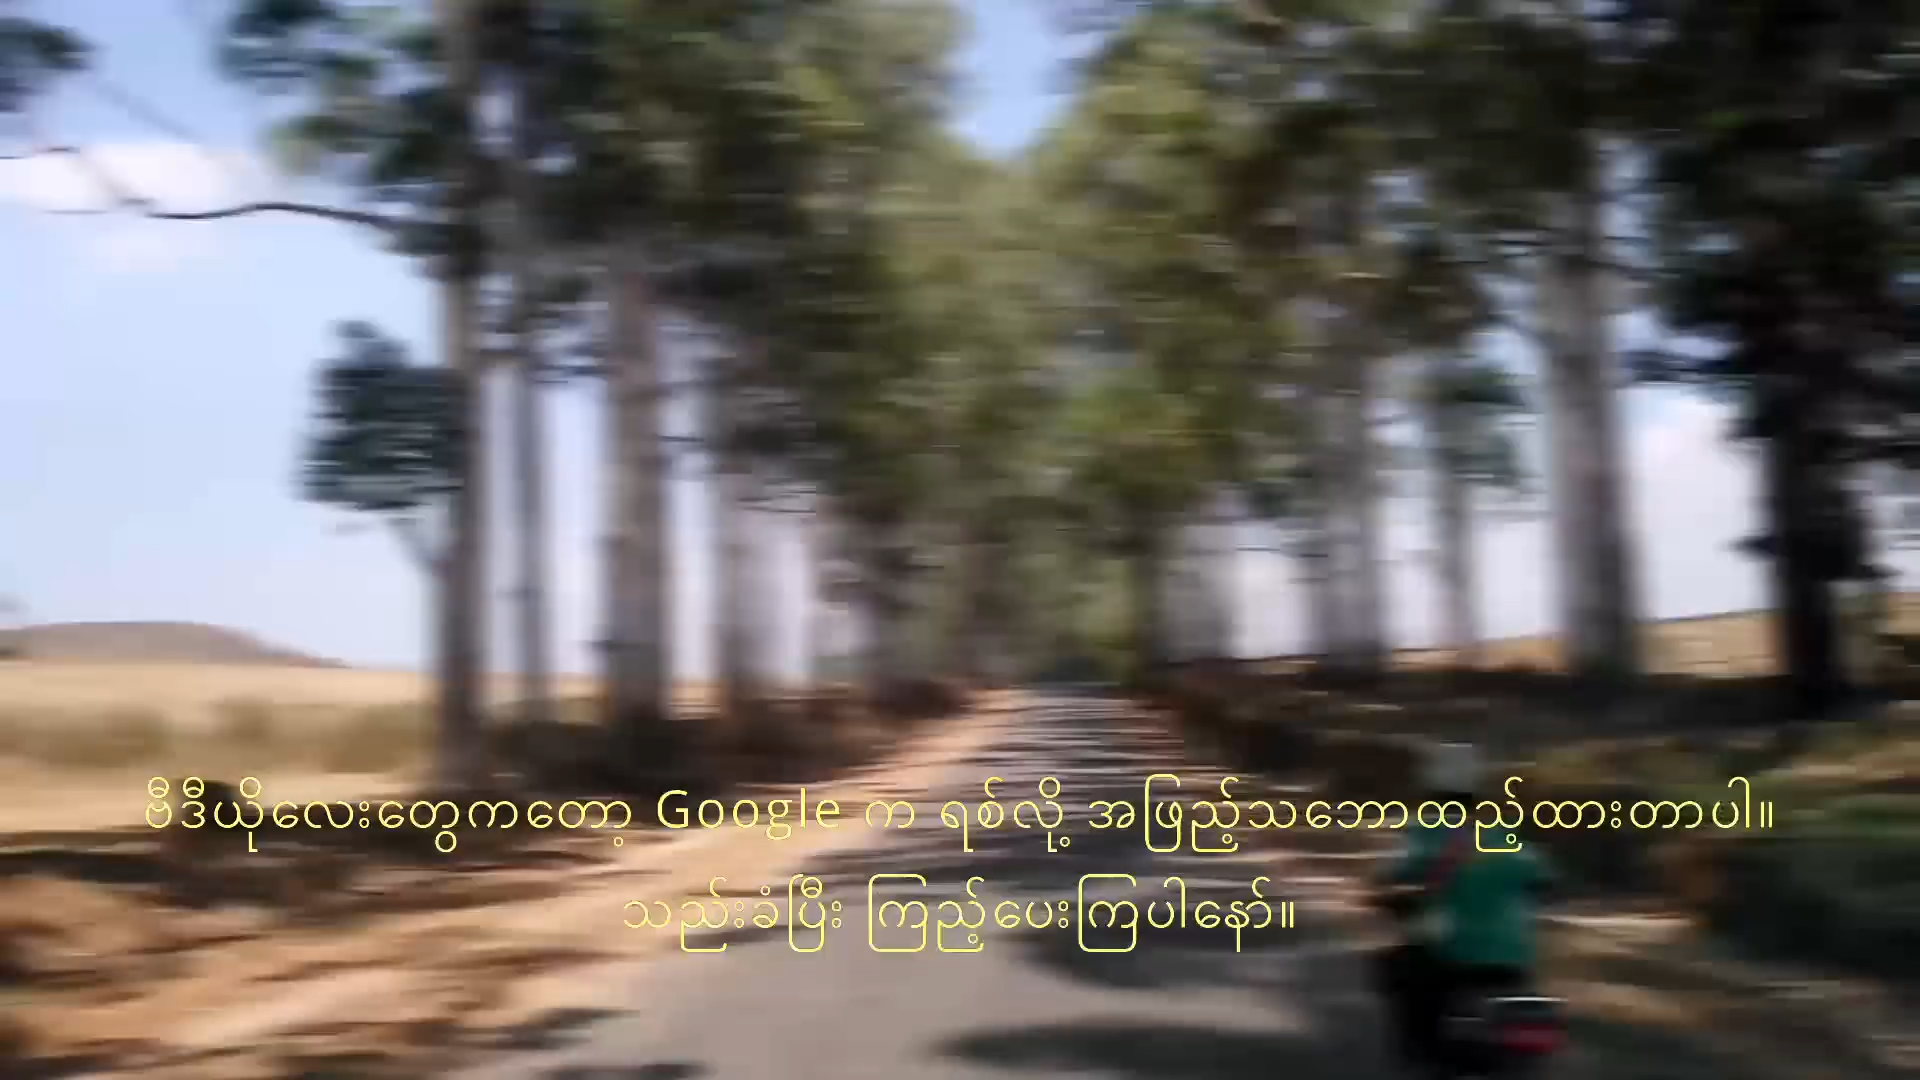 ဗီဒီယိုလေးတွေကတော့ Google က ရစ်လို့ အဖြည့်သဘောထည့်ထားတာပါ။
သည်းခံပြီး ကြည့်ပေးကြပါနော်။